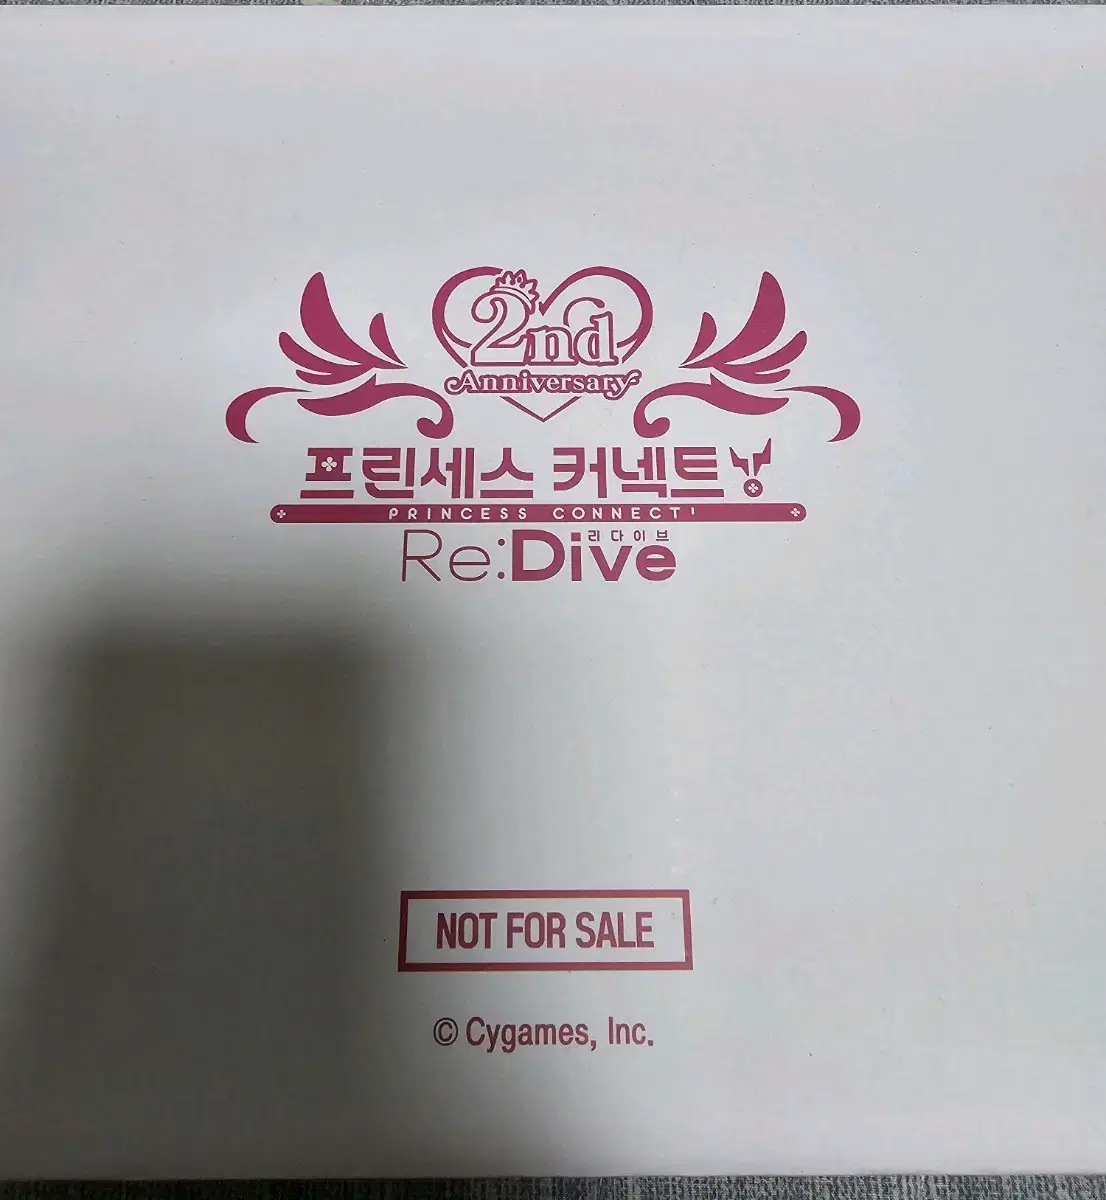 2nd
Anniversary
프린세스 커넥트!
PRINCESS CONNECT!
리다이브
Re:Dive
NOT FOR SALE
© Cygames, Inc.